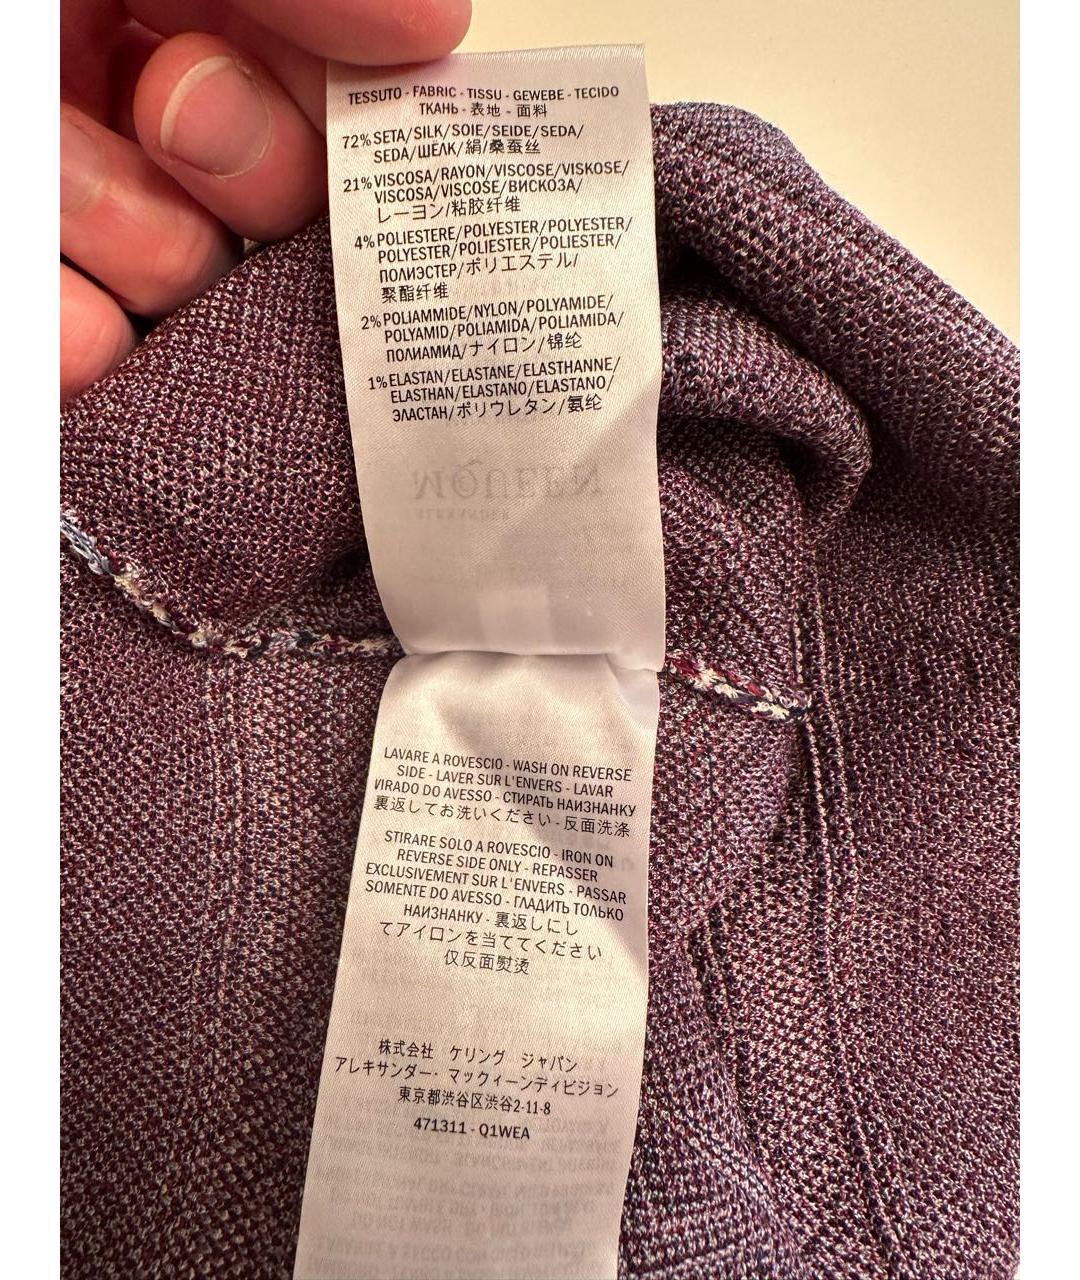 TESSUTO - FABRIC - TISSU - GEWEBE - TECIDO
ТКАНЬ - 表地 - 面料
72% SETA/SILK/SOIE/SEIDE/SEDA/
SEDA/ШЕЛК/絹/桑蚕丝
21% VISCOSA/RAYON/VISCOSE/VISKOSE/
VISCOSA/VISCOSE/ВИСКОЗА/
レーヨン/粘胶纤维
4% POLIESTERE/POLYESTER/POLYESTER/
POLYESTER/POLIESTER/POLIESTER/
ПОЛИЭСТЕР/ポリエステル/
聚酯纤维
2% POLIAMMIDE/NYLON/POLYAMIDE/
POLYAMID/POLIAMIDA/POLIAMIDA/
ПОЛИАМИД/ナイロン/锦纶
1% ELASTAN/ELASTANE/ELASTHANNE/
ELASTHAN/ELASTANO/ELASTANO/
ЭЛАСТАН/ポリウレタン/氨纶
ALEXANDER
MQUEEN
LAVARE A ROVESCIO - WASH ON REVERSE
SIDE - LAVER SUR L'ENVERS - LAVAR
VIRADO DO AVESSO - СТИРАТЬ НАИЗНАНКУ
裏返してお洗いください - 反面洗涤
STIRARE SOLO A ROVESCIO - IRON ON
REVERSE SIDE ONLY - REPASSER
EXCLUSIVEMENT SUR L'ENVERS - PASSAR
SOMENTE DO AVESSO - ГЛАДИТЬ ТОЛЬКО
НАИЗНАНКУ - 裏返しにし
てアイロンを当ててください
仅反面熨烫
株式会社 ケリング ジャパン
アレキサンダー・マックィーンディビジョン
東京都渋谷区渋谷2-11-8
471311 - Q1WEA